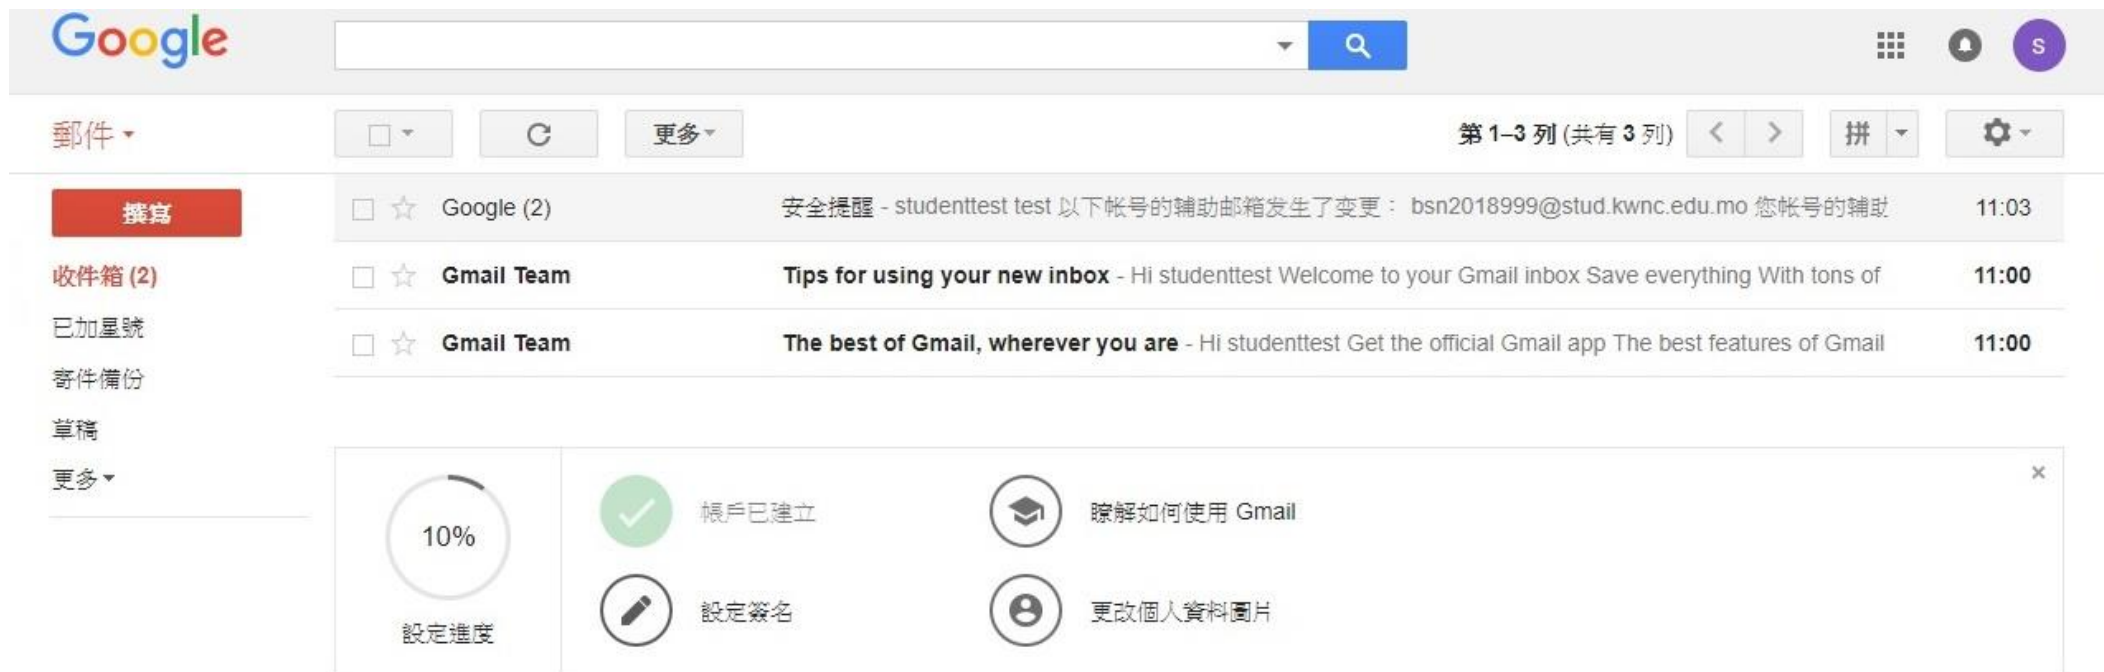 Google
S
郵件
更多
第 1–3 列 (共有 3 列)
拼
撰寫
Google (2) 安全提醒 - studenttest test 以下帐号的辅助邮箱发生了变更： bsn2018999@stud.kwnc.edu.mo 您帐号的辅助 11:03
收件箱 (2)
Gmail Team Tips for using your new inbox - Hi studenttest Welcome to your Gmail inbox Save everything With tons of 11:00
已加星號
Gmail Team The best of Gmail, wherever you are - Hi studenttest Get the official Gmail app The best features of Gmail 11:00
寄件備份
草稿
更多
10%
設定進度
帳戶已建立
瞭解如何使用 Gmail
設定簽名
更改個人資料圖片